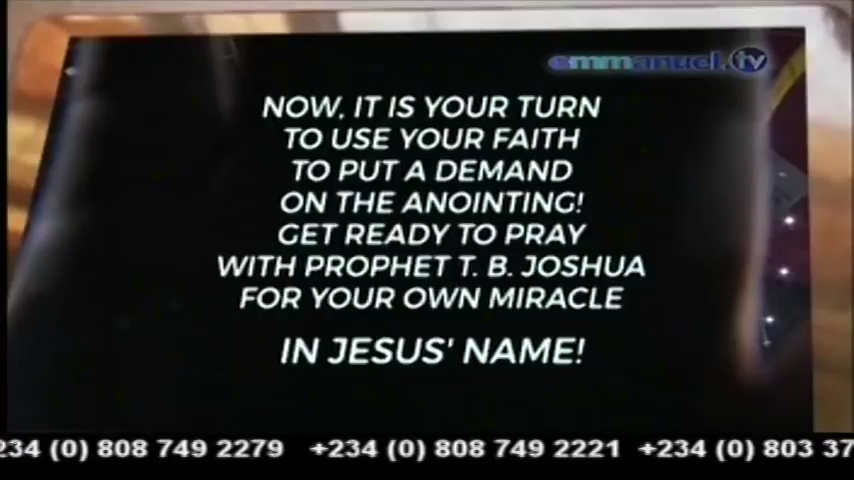 emmanuel.tv
NOW, IT IS YOUR TURN
TO USE YOUR FAITH
TO PUT A DEMAND
ON THE ANOINTING!
GET READY TO PRAY
WITH PROPHET T. B. JOSHUA
FOR YOUR OWN MIRACLE
IN JESUS' NAME!
234 (0) 808 749 2279 +234 (0) 808 749 2221 +234 (0) 803 37